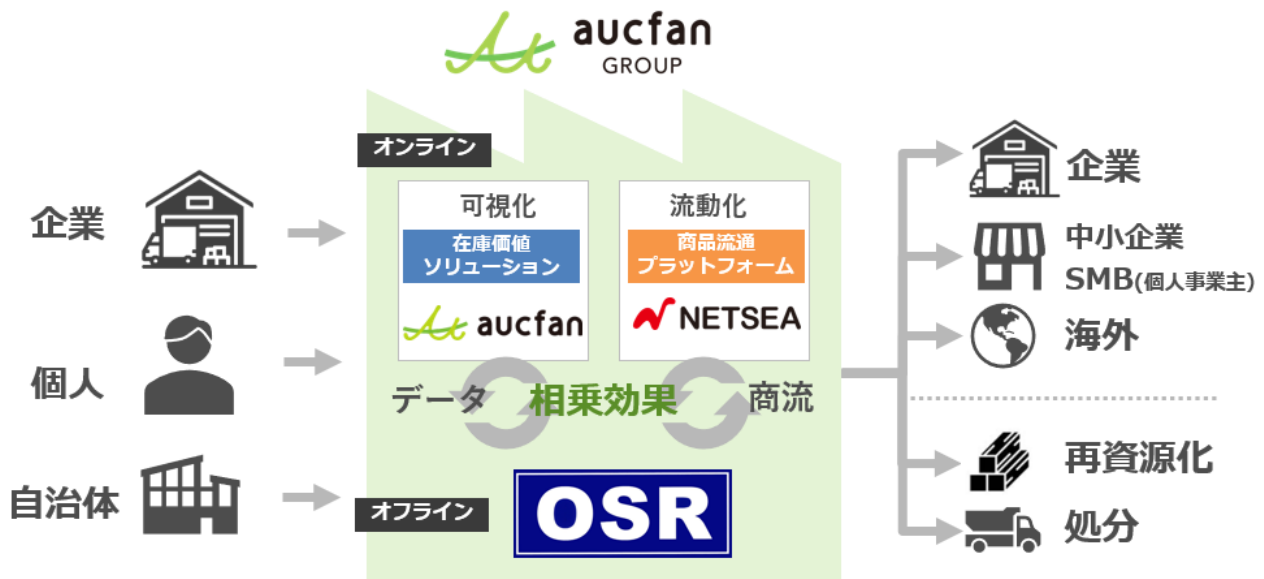 aucfan
GROUP
企業
個人
自治体
オンライン
可視化
在庫価値
ソリューション
aucfan
流動化
商品流通
プラットフォーム
NETSEA
データ
相乗効果
商流
オフライン
OSR
企業
中小企業
SMB(個人事業主)
海外
再資源化
処分